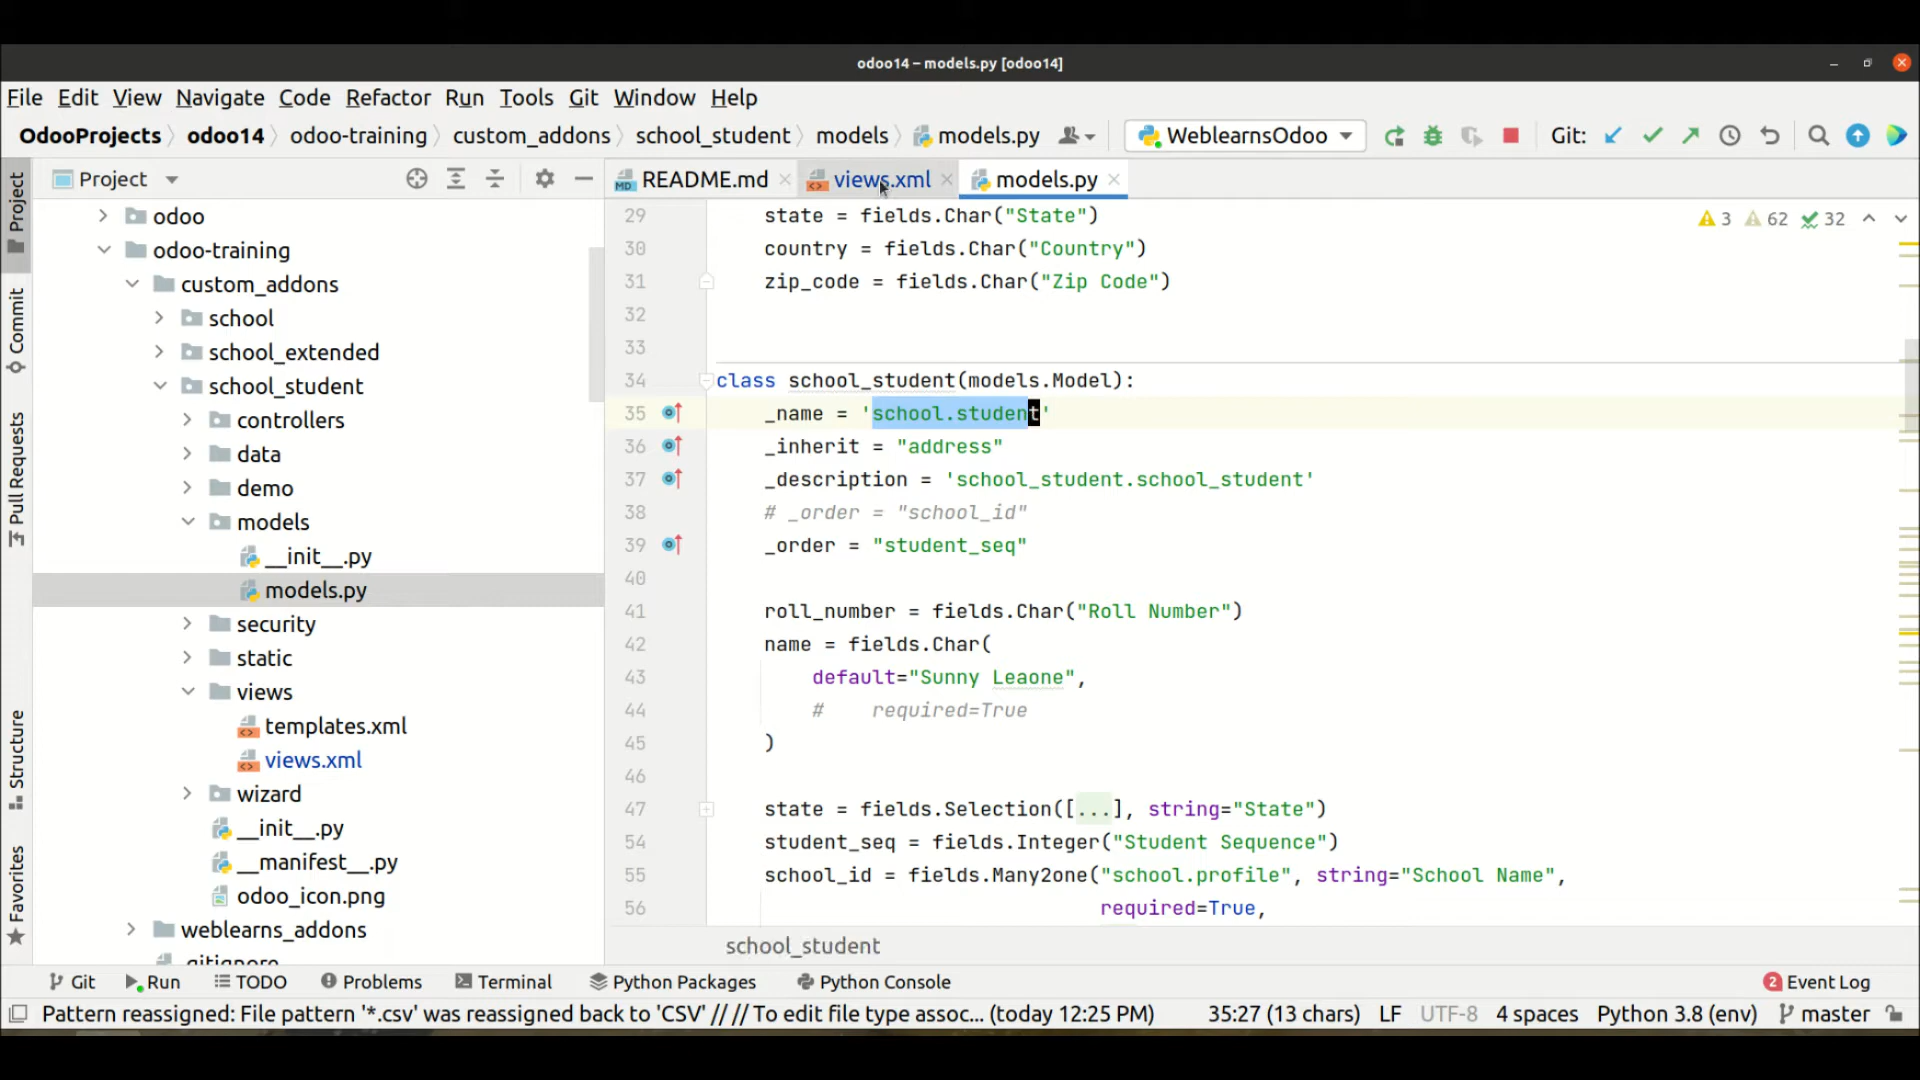 odoo14 – models.py [odoo14]
File Edit View Navigate Code Refactor Run Tools Git Window Help
OdooProjects odoo14 odoo-training custom_addons school_student models models.py WeblearnsOdoo Git:
Project
README.md views.xml models.py
3 62 32
Project
Commit
Pull Requests
Structure
Favorites
odoo
odoo-training
custom_addons
school
school_extended
school_student
controllers
data
demo
models
__init__.py
models.py
security
static
views
templates.xml
views.xml
wizard
__init__.py
__manifest__.py
odoo_icon.png
weblearns_addons
.gitignore
29 state = fields.Char("State")
30 country = fields.Char("Country")
31 zip_code = fields.Char("Zip Code")
32
33
34 class school_student(models.Model):
35 _name = 'school.student'
36 _inherit = "address"
37 _description = 'school_student.school_student'
38 # _order = "school_id"
39 _order = "student_seq"
40
41 roll_number = fields.Char("Roll Number")
42 name = fields.Char(
43 default="Sunny Leaone",
44 # required=True
45 )
46
47 state = fields.Selection([...], string="State")
54 student_seq = fields.Integer("Student Sequence")
55 school_id = fields.Many2one("school.profile", string="School Name",
56 required=True,
school_student
Git Run TODO Problems Terminal Python Packages Python Console 2 Event Log
Pattern reassigned: File pattern '*.csv' was reassigned back to 'CSV' // // To edit file type assoc... (today 12:25 PM) 35:27 (13 chars) LF UTF-8 4 spaces Python 3.8 (env) master